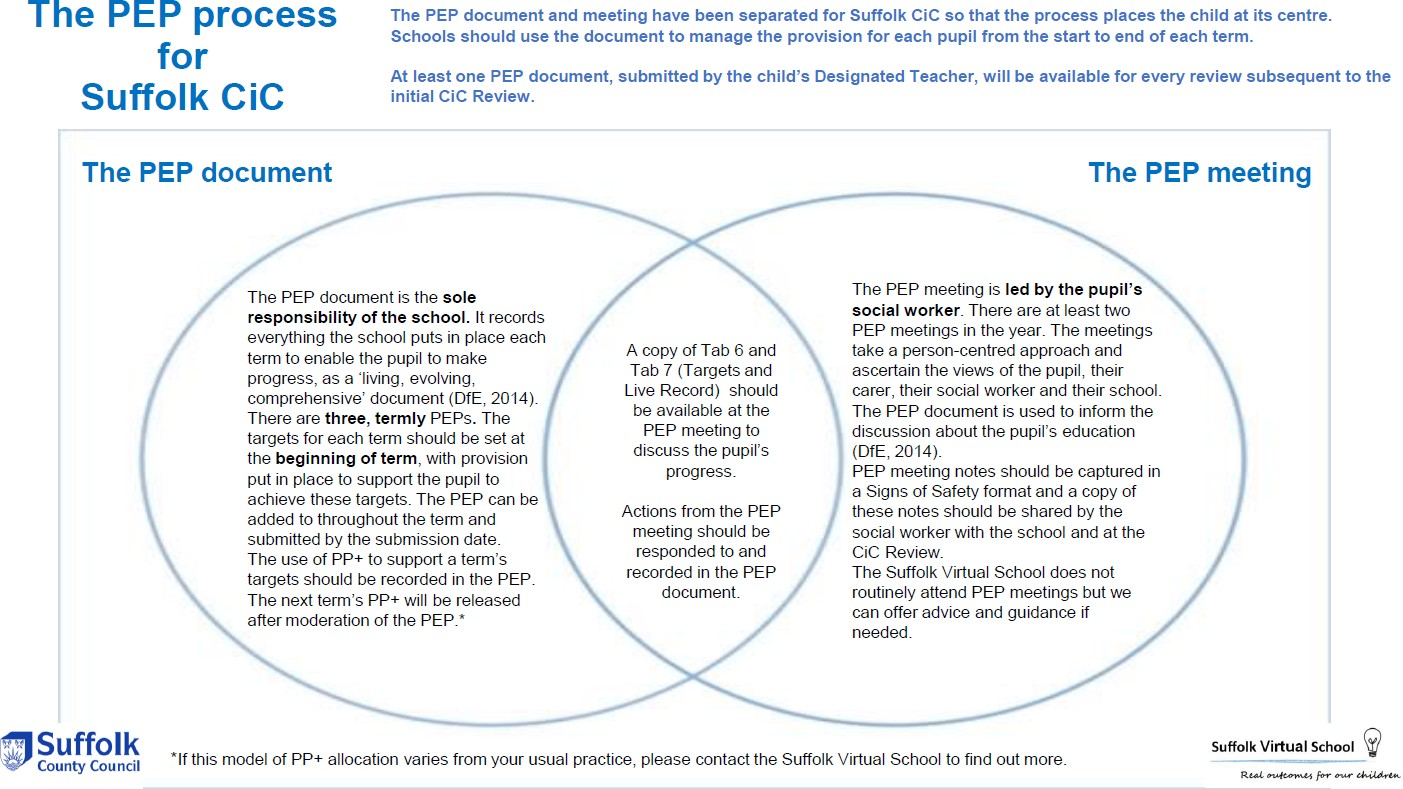 The PEP process
for
Suffolk CiC
The PEP document and meeting have been separated for Suffolk CiC so that the process places the child at its centre.
Schools should use the document to manage the provision for each pupil from the start to end of each term.
At least one PEP document, submitted by the child's Designated Teacher, will be available for every review subsequent to the
initial CiC Review.
The PEP document
The PEP meeting
The PEP document is the sole
responsibility of the school. It records
everything the school puts in place each
term to enable the pupil to make
progress, as a ‘living, evolving,
comprehensive’ document (DfE, 2014).
There are three, termly PEPs. The
targets for each term should be set at
the beginning of term, with provision
put in place to support the pupil to
achieve these targets. The PEP can be
added to throughout the term and
submitted by the submission date.
The use of PP+ to support a term’s
targets should be recorded in the PEP.
The next term’s PP+ will be released
after moderation of the PEP.*
A copy of Tab 6 and
Tab 7 (Targets and
Live Record) should
be available at the
PEP meeting to
discuss the pupil’s
progress.
Actions from the PEP
meeting should be
responded to and
recorded in the PEP
document.
The PEP meeting is led by the pupil’s
social worker. There are at least two
PEP meetings in the year. The meetings
take a person-centred approach and
ascertain the views of the pupil, their
carer, their social worker and their school.
The PEP document is used to inform the
discussion about the pupil’s education
(DfE, 2014).
PEP meeting notes should be captured in
a Signs of Safety format and a copy of
these notes should be shared by the
social worker with the school and at the
CiC Review.
The Suffolk Virtual School does not
routinely attend PEP meetings but we
can offer advice and guidance if
needed.
Suffolk
County Council
*If this model of PP+ allocation varies from your usual practice, please contact the Suffolk Virtual School to find out more.
Suffolk Virtual School
Real outcomes for our children